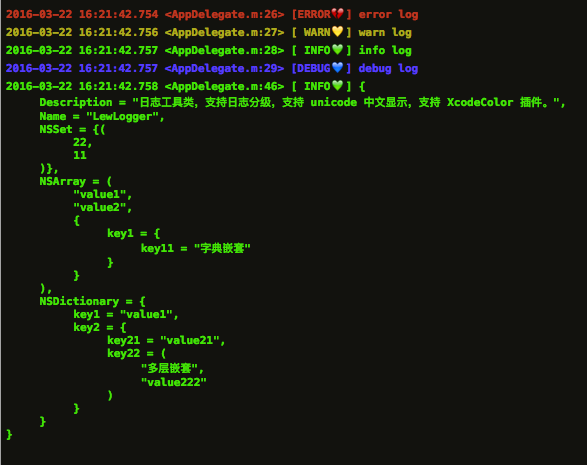 2016-03-22 16:21:42.754 <AppDelegate.m:26> [ERROR❤️] error log
2016-03-22 16:21:42.756 <AppDelegate.m:27> [ WARN💛] warn log
2016-03-22 16:21:42.757 <AppDelegate.m:28> [ INFO💚] info log
2016-03-22 16:21:42.757 <AppDelegate.m:29> [DEBUG💙] debug log
2016-03-22 16:21:42.758 <AppDelegate.m:46> [ INFO💚] {
    Description = "日志工具类，支持日志分级，支持 unicode 中文显示，支持 XcodeColor 插件。",
    Name = "LewLogger",
    NSSet = {(
        22,
        11
    )},
    NSArray = (
        "value1",
        "value2",
        {
            key1 = {
                key11 = "字典嵌套"
            }
        }
    ),
    NSDictionary = {
        key1 = "value1",
        key2 = {
            key21 = "value21",
            key22 = (
                "多层嵌套",
                "value222"
            )
        }
    }
}